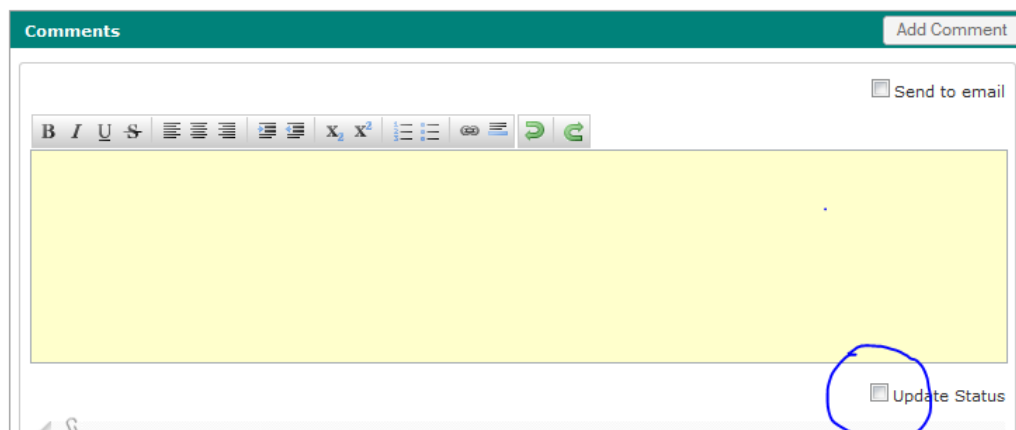 Comments
Add Comment
Send to email
B I U S X2 X2
Update Status